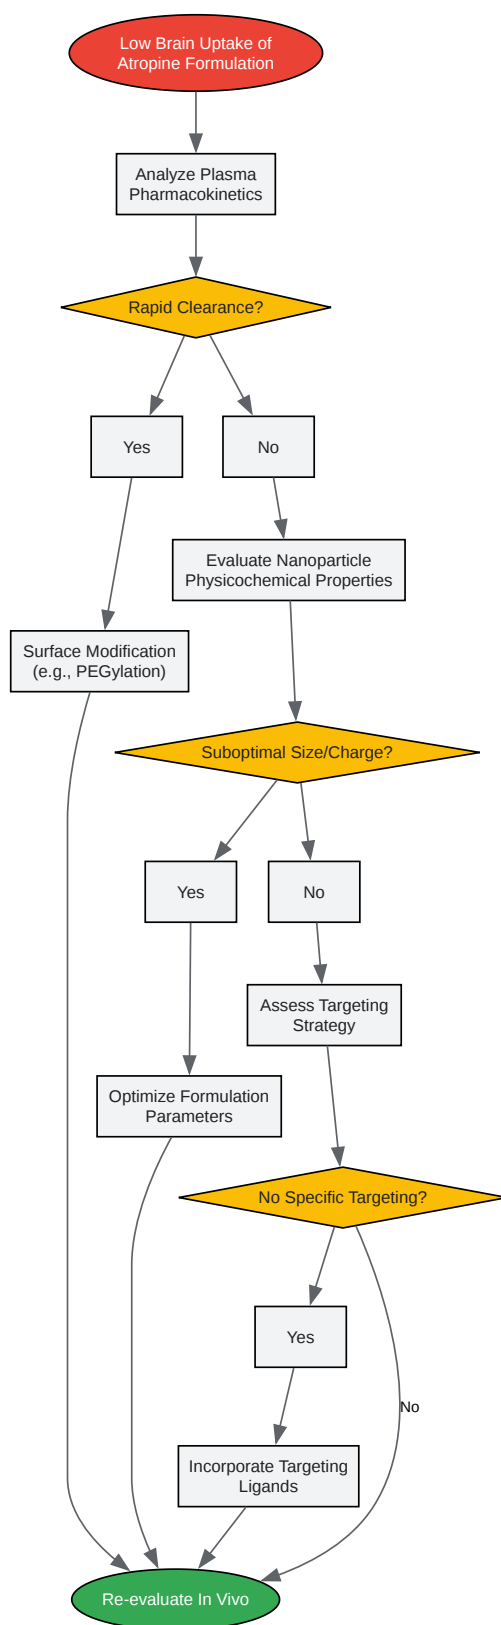 Low Brain Uptake of
Atropine Formulation
Analyze Plasma
Pharmacokinetics
Rapid Clearance?
Yes
No
Evaluate Nanoparticle
Physicochemical Properties
Surface Modification
(e.g., PEGylation)
Suboptimal Size/Charge?
Yes
No
Assess Targeting
Strategy
Optimize Formulation
Parameters
No Specific Targeting?
Yes
No
Incorporate Targeting
Ligands
Re-evaluate In Vivo